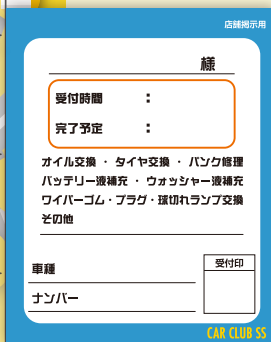 店舗掲示用
様
受付時間 ：
完了予定 ：
オイル交換 ・ タイヤ交換 ・ パンク修理
バッテリー液補充 ・ ウォッシャー液補充
ワイパーゴム・プラグ・球切れランプ交換
その他
受付印
車種
ナンバー
CAR CLUB SS